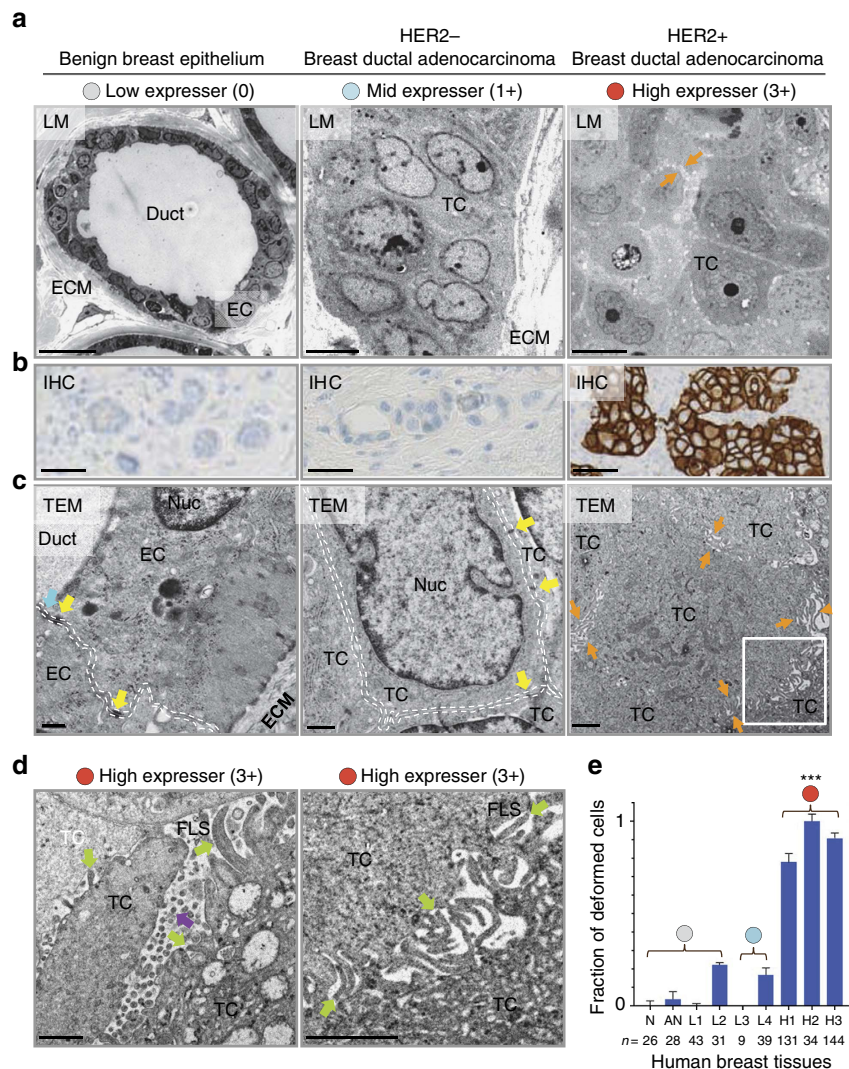 a
HER2– HER2+
Benign breast epithelium Breast ductal adenocarcinoma Breast ductal adenocarcinoma
Low expresser (0) Mid expresser (1+) High expresser (3+)
LM LM LM
Duct TC TC
ECM EC ECM
b
IHC IHC IHC
c
TEM Nuc TEM TEM
Duct EC TC TC TC
Nuc TC
EC TC TC
ECM TC TC TC
d
High expresser (3+) High expresser (3+)
TC FLS FLS
TC TC
TC TC
e
***
Fraction of deformed cells
1
0
N AN L1 L2 L3 L4 H1 H2 H3
n = 26 28 43 31 9 39 131 34 144
Human breast tissues